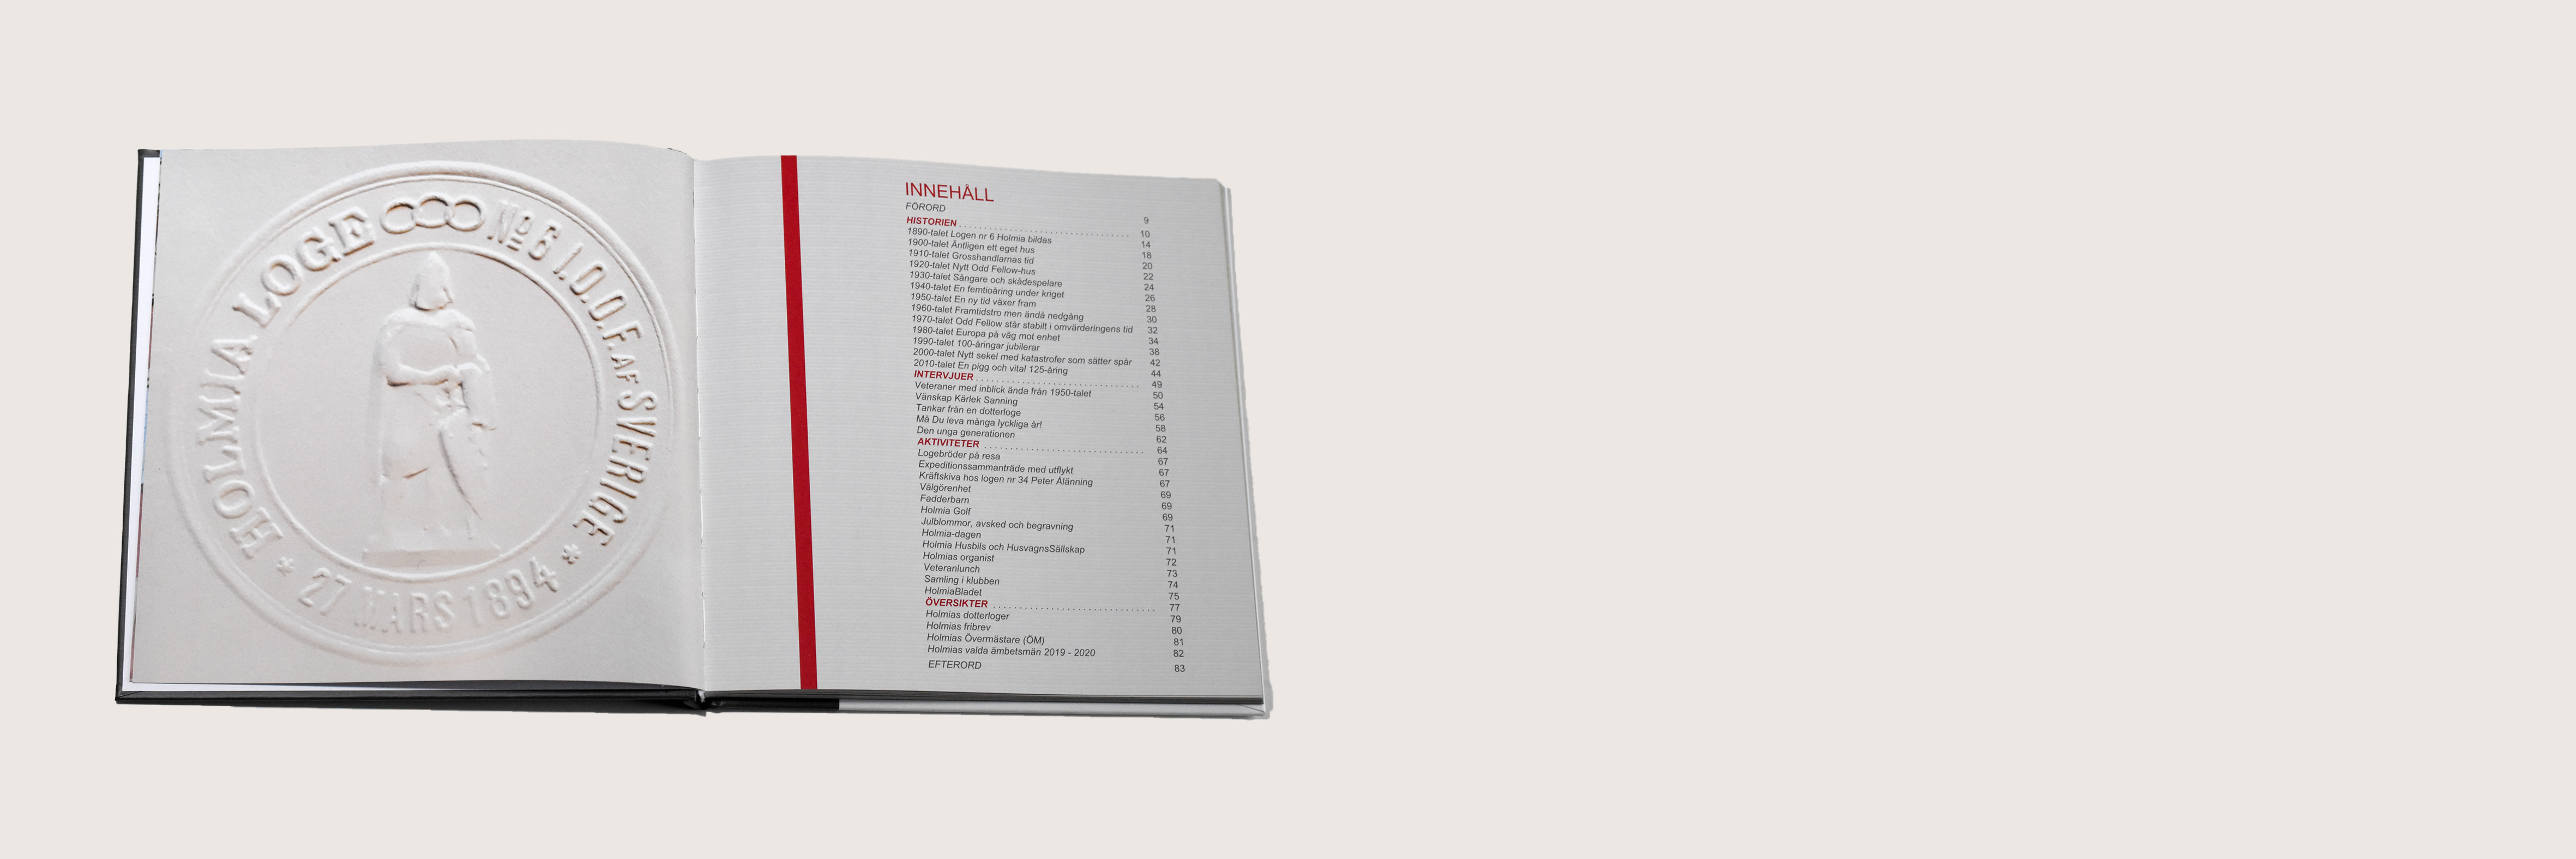 HOLMIA LOGE No 6 I.O.O.F. AF SVERIGE
* 27 MARS 1894 *
INNEHÅLL
FÖRORD 9
HISTORIEN 10
1890-talet Logen nr 6 Holmia bildas 14
1900-talet Äntligen ett eget hus 18
1910-talet Grosshandlarnas tid 20
1920-talet Nytt Odd Fellow-hus 22
1930-talet Sångare och skådespelare 24
1940-talet En femtioåring under kriget 26
1950-talet En ny tid växer fram 28
1960-talet Framtidstro men ändå nedgång 30
1970-talet Odd Fellow står stabilt i omvärderingens tid 32
1980-talet Europa på väg mot enhet 34
1990-talet 100-åringar jubilerar 38
2000-talet Nytt sekel med katastrofer som sätter spår 42
2010-talet En pigg och vital 125-åring 44
INTERVJUER 49
Veteraner med inblick ända från 1950-talet 50
Vänskap Kärlek Sanning 54
Tankar från en dotterloge 56
Må Du leva många lyckliga år! 58
Den unga generationen 62
AKTIVITETER 64
Logebröder på resa 67
Expeditionssammanträde med utflykt 67
Kräftskiva hos logen nr 34 Peter Ålänning 67
Välgörenhet 69
Fadderbarn 69
Holmia Golf 69
Julblommor, avsked och begravning 71
Holmia-dagen 71
Holmia Husbils och HusvagnsSällskap 71
Holmias organist 72
Veteranlunch 73
Samling i klubben 74
HolmiaBladet 75
ÖVERSIKTER 77
Holmias dotterloger 79
Holmias fribrev 80
Holmias Övermästare (ÖM) 81
Holmias valda ämbetsmän 2019 - 2020 82
EFTERORD 83